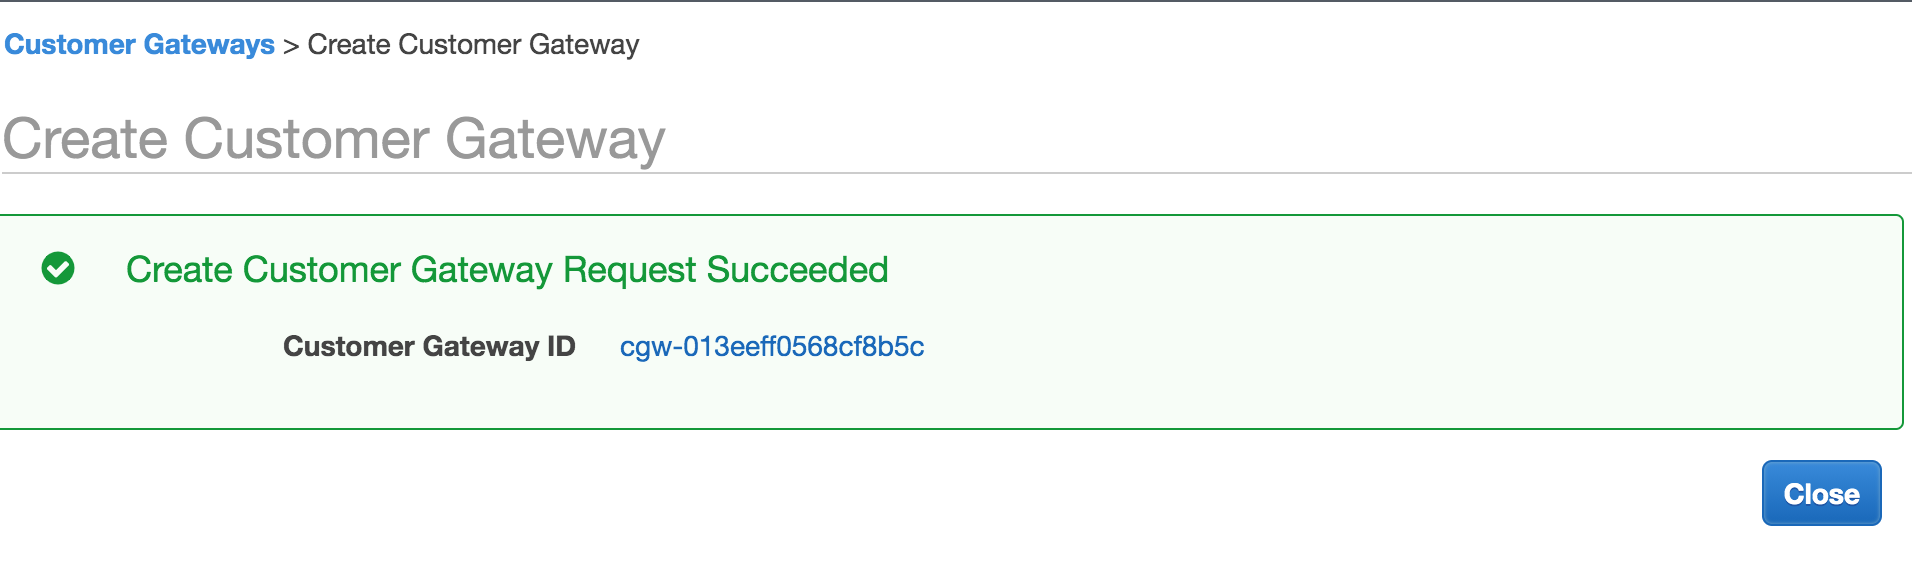 Customer Gateways > Create Customer Gateway
Create Customer Gateway
Create Customer Gateway Request Succeeded
Customer Gateway ID cgw-013eeff0568cf8b5c
Close